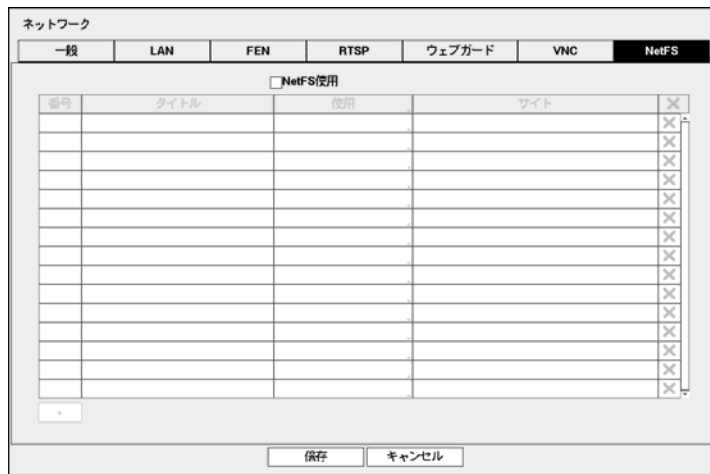 ネットワーク
一般 LAN FEN RTSP ウェブガード VNC NetFS
NetFS使用
番号 タイトル 使用 サイト
+
保存 キャンセル